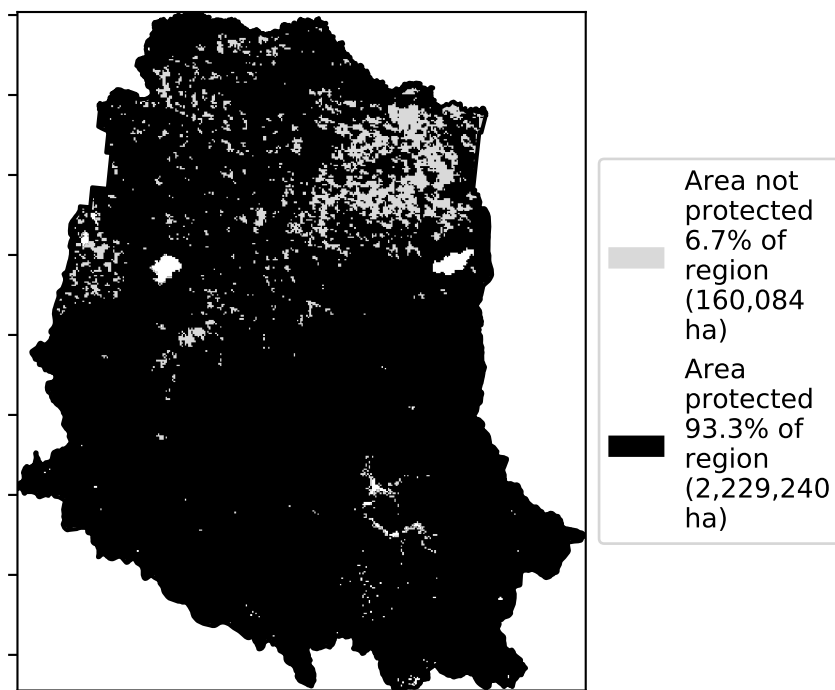 Area not
protected
6.7% of
region
(160,084
ha)
Area
protected
93.3% of
region
(2,229,240
ha)